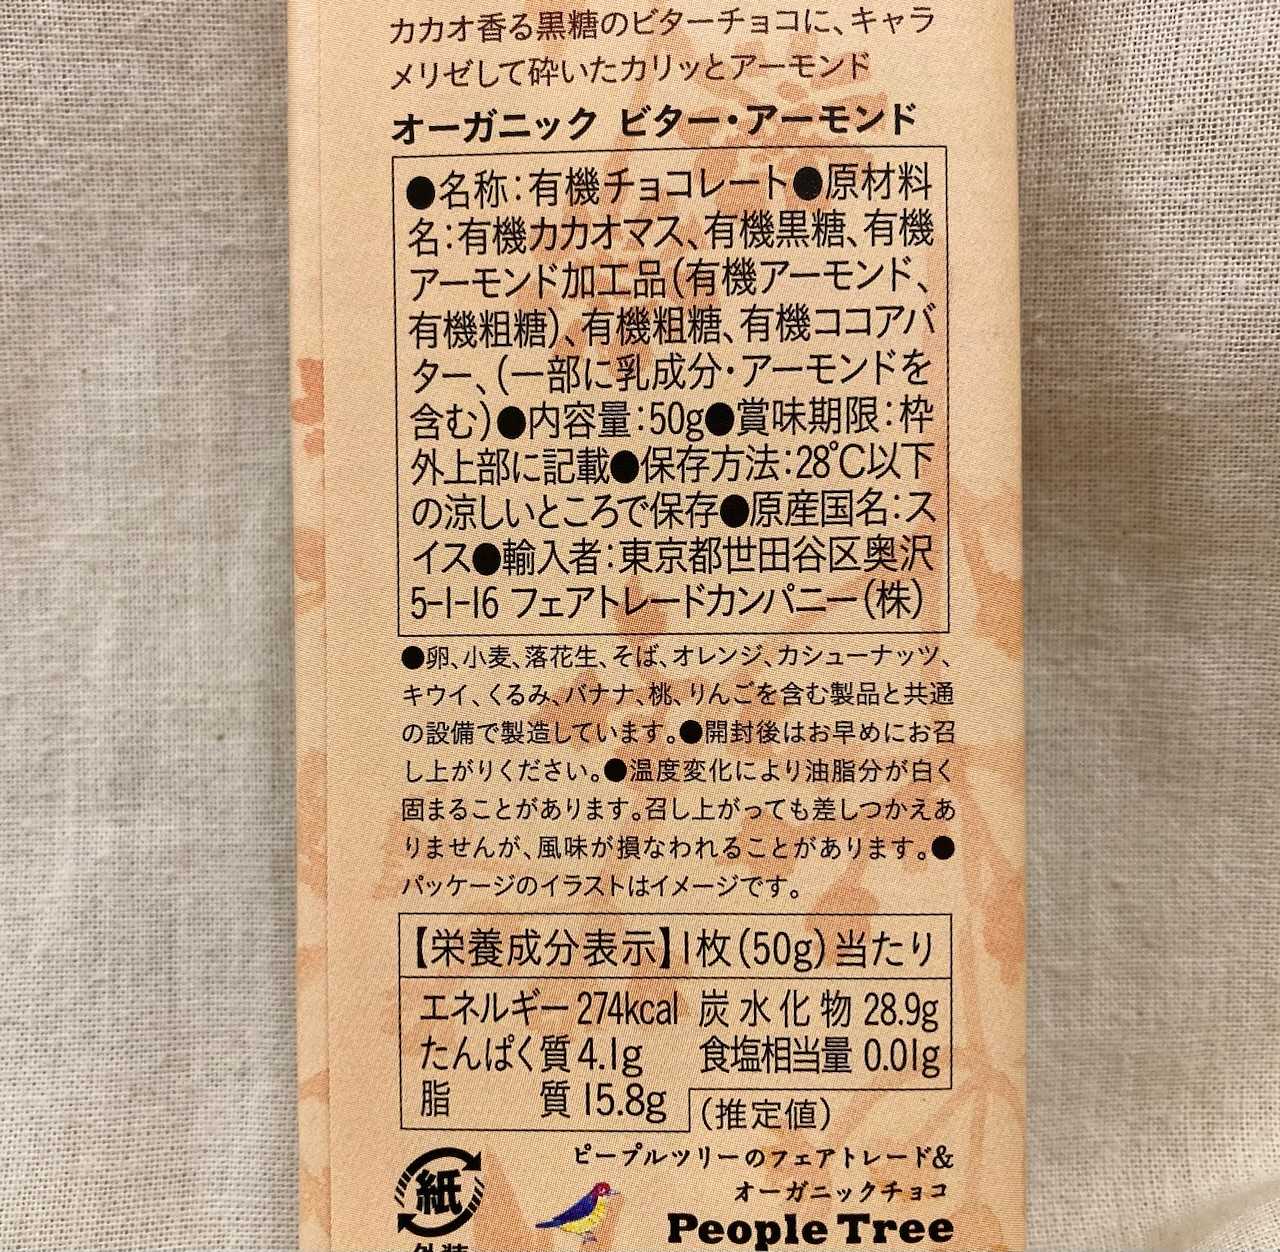 カカオ香る黒糖のビターチョコに、キャラ
メリゼして砕いたカリッとアーモンド
オーガニック ビター・アーモンド
●名称：有機チョコレート●原材料
名：有機カカオマス、有機黒糖、有機
アーモンド加工品（有機アーモンド、
有機粗糖）、有機粗糖、有機ココアバ
ター、（一部に乳成分・アーモンドを
含む）●内容量：50g●賞味期限：枠
外上部に記載●保存方法：28℃以下
の涼しいところで保存●原産国名：ス
イス●輸入者：東京都世田谷区奥沢
5-1-16 フェアトレードカンパニー（株）
●卵、小麦、落花生、そば、オレンジ、カシューナッツ、
キウイ、くるみ、バナナ、桃、りんごを含む製品と共通
の設備で製造しています。●開封後はお早めにお召
し上がりください。●温度変化により油脂分が白く
固まることがあります。召し上がっても差しつかえあ
りませんが、風味が損なわれることがあります。●
パッケージのイラストはイメージです。
【栄養成分表示】1枚（50g）当たり
エネルギー 274kcal 炭水化物 28.9g
たんぱく質 4.1g 食塩相当量 0.01g
脂質 15.8g （推定値）
紙
外装
ピープルツリーのフェアトレード&
オーガニックチョコ
People Tree